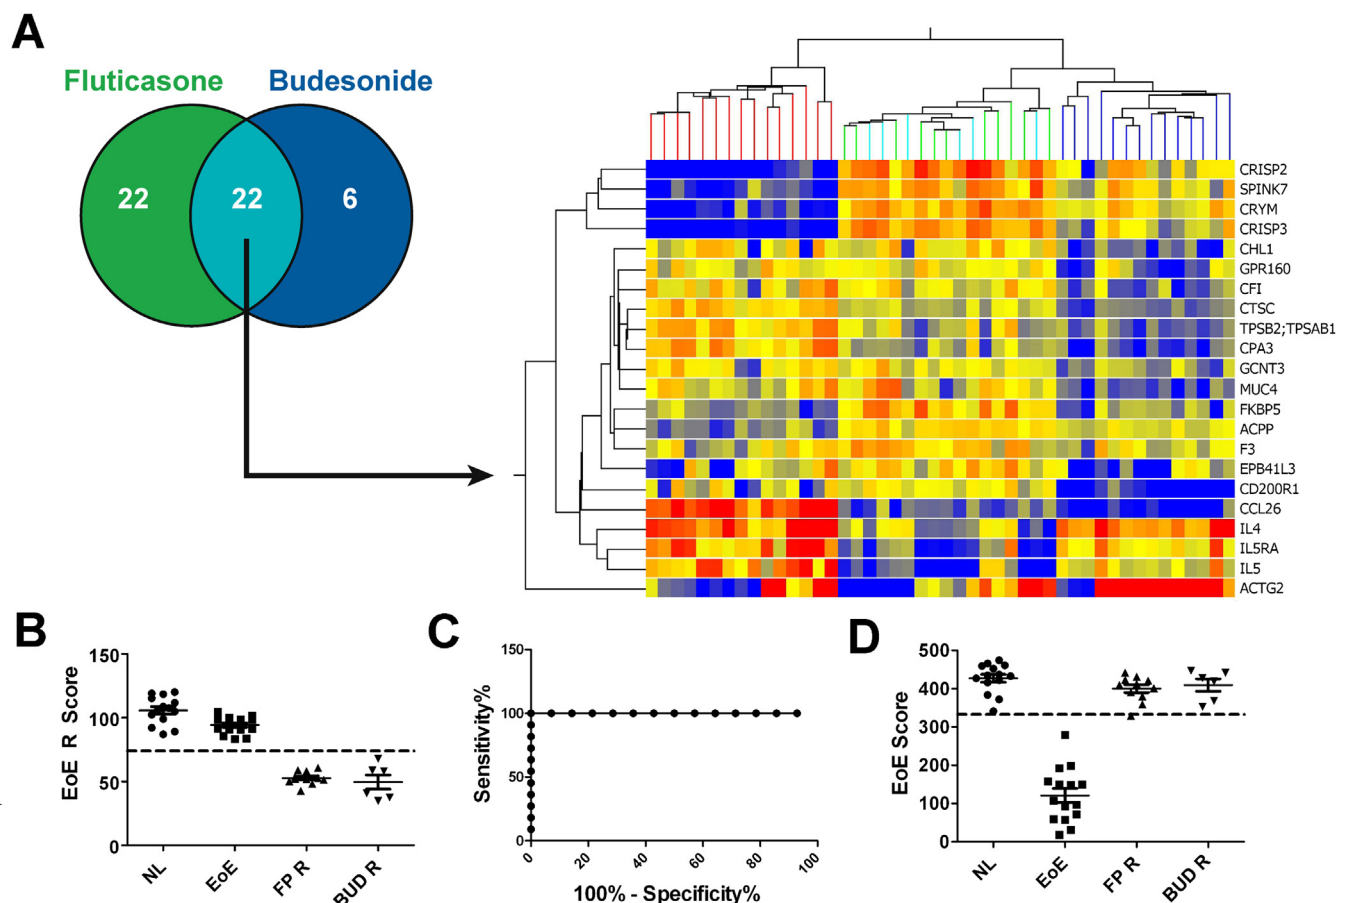 A
Fluticasone Budesonide
22 22 6
CRISP2
SPINK7
CRYM
CRISP3
CHL1
GPR160
CFI
CTSC
TPSB2;TPSAB1
CPA3
GCNT3
MUC4
FKBP5
ACPP
F3
EPB41L3
CD200R1
CCL26
IL4
IL5RA
IL5
ACTG2
B
EoE R Score
150
100
50
0
NL EoE FP R BUD R
C
Sensitivity%
150
100
50
0
0 20 40 60 80 100
100% - Specificity%
D
EoE Score
500
400
300
200
100
0
NL EoE FP R BUD R